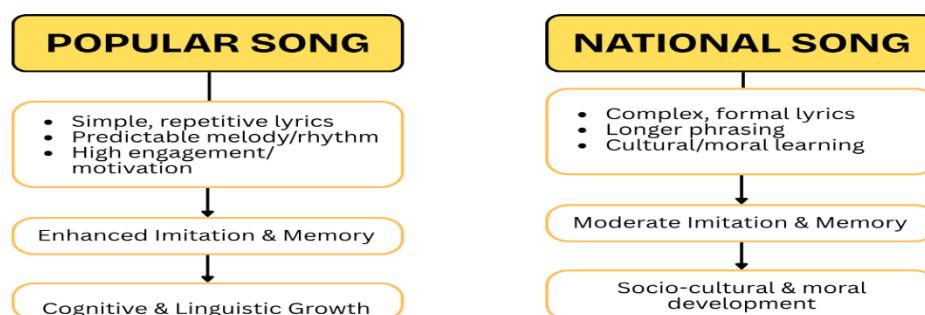 POPULAR SONG
• Simple, repetitive lyrics
• Predictable melody/rhythm
• High engagement/
motivation
Enhanced Imitation & Memory
Cognitive & Linguistic Growth
NATIONAL SONG
• Complex, formal lyrics
• Longer phrasing
• Cultural/moral learning
Moderate Imitation & Memory
Socio-cultural & moral
development